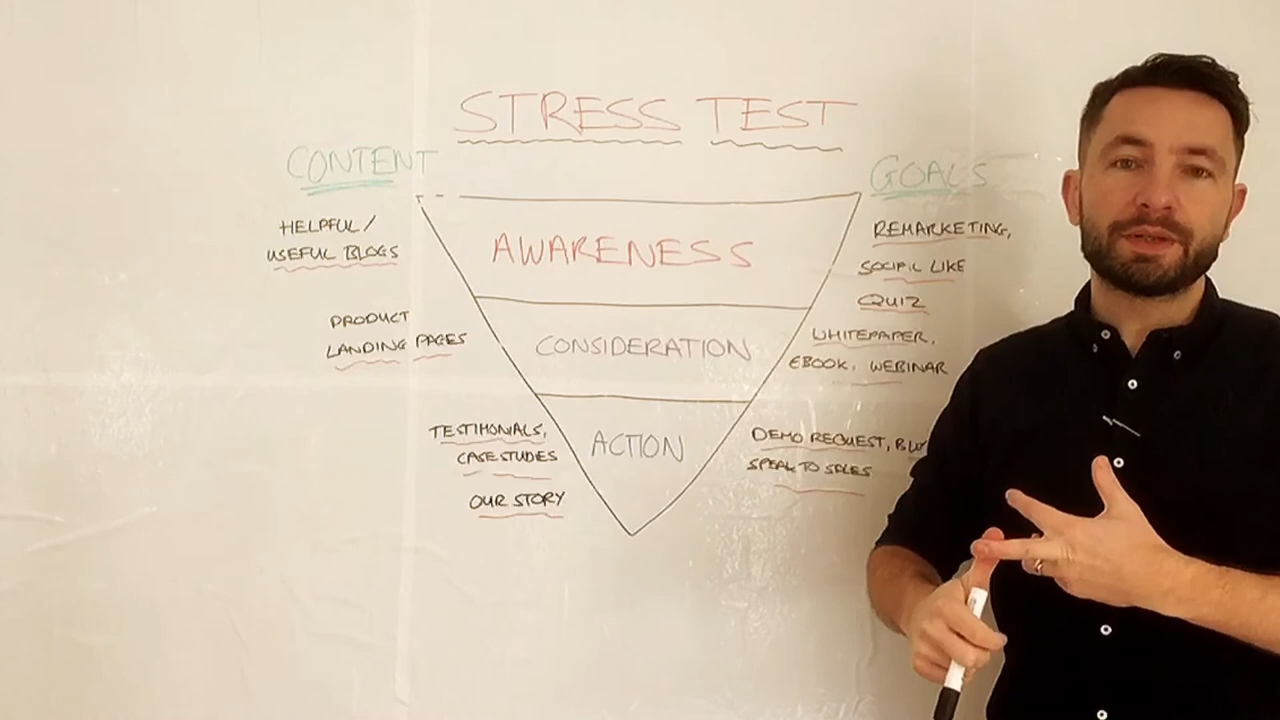 STRESS TEST
CONTENT
HELPFUL/
USEFUL BLOGS
PRODUCT
LANDING PAGES
TESTIMONIALS,
CASE STUDES
OUR STORY
AWARENESS
CONSIDERATION
ACTION
GOALS
REMARKETING,
SOCIAL LIKE
QUIZ
WHITEPAPER,
EBOOK, WEBINAR
DEMO REQUEST,
SPEAK TO SALES